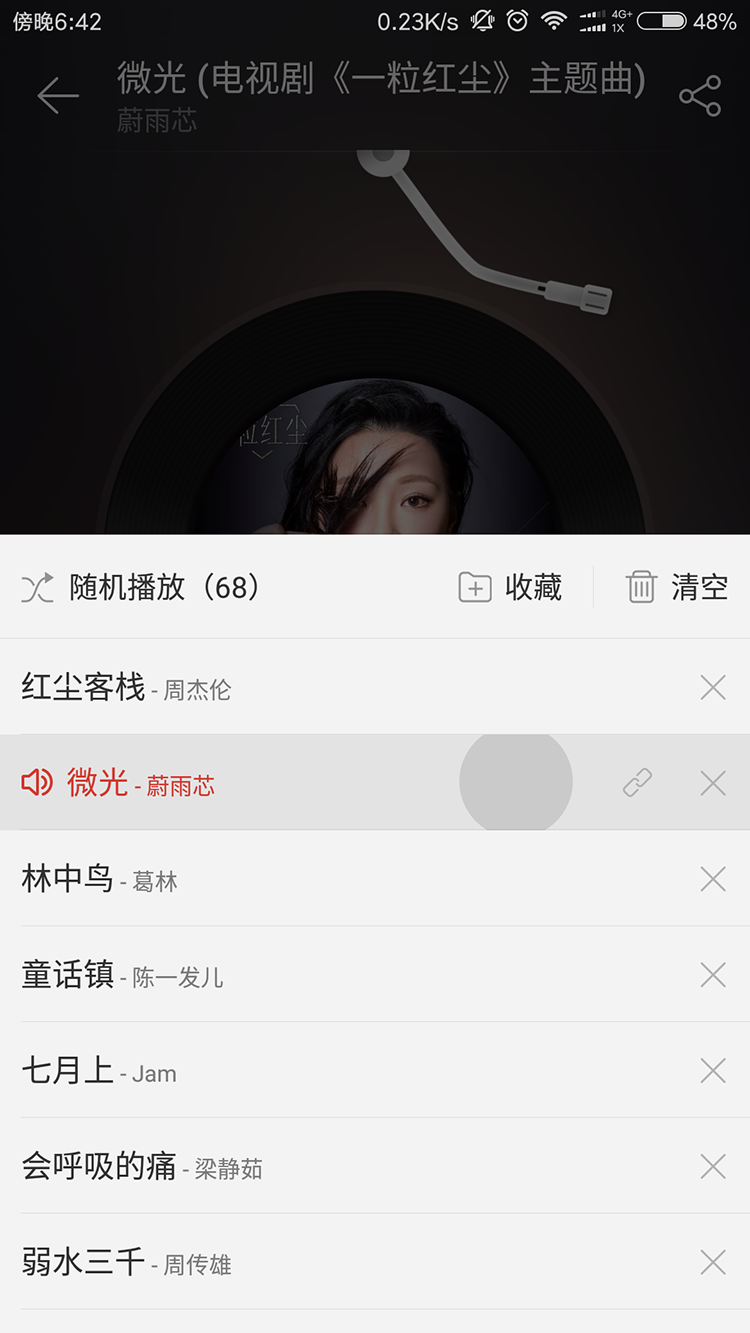 傍晚6:42 0.23K/s 4G+ 1X 48%
微光 (电视剧《一粒红尘》主题曲)
蔚雨芯
粒红尘
随机播放（68） 收藏 清空
红尘客栈 - 周杰伦
微光 - 蔚雨芯
林中鸟 - 葛林
童话镇 - 陈一发儿
七月上 - Jam
会呼吸的痛 - 梁静茹
弱水三千 - 周传雄